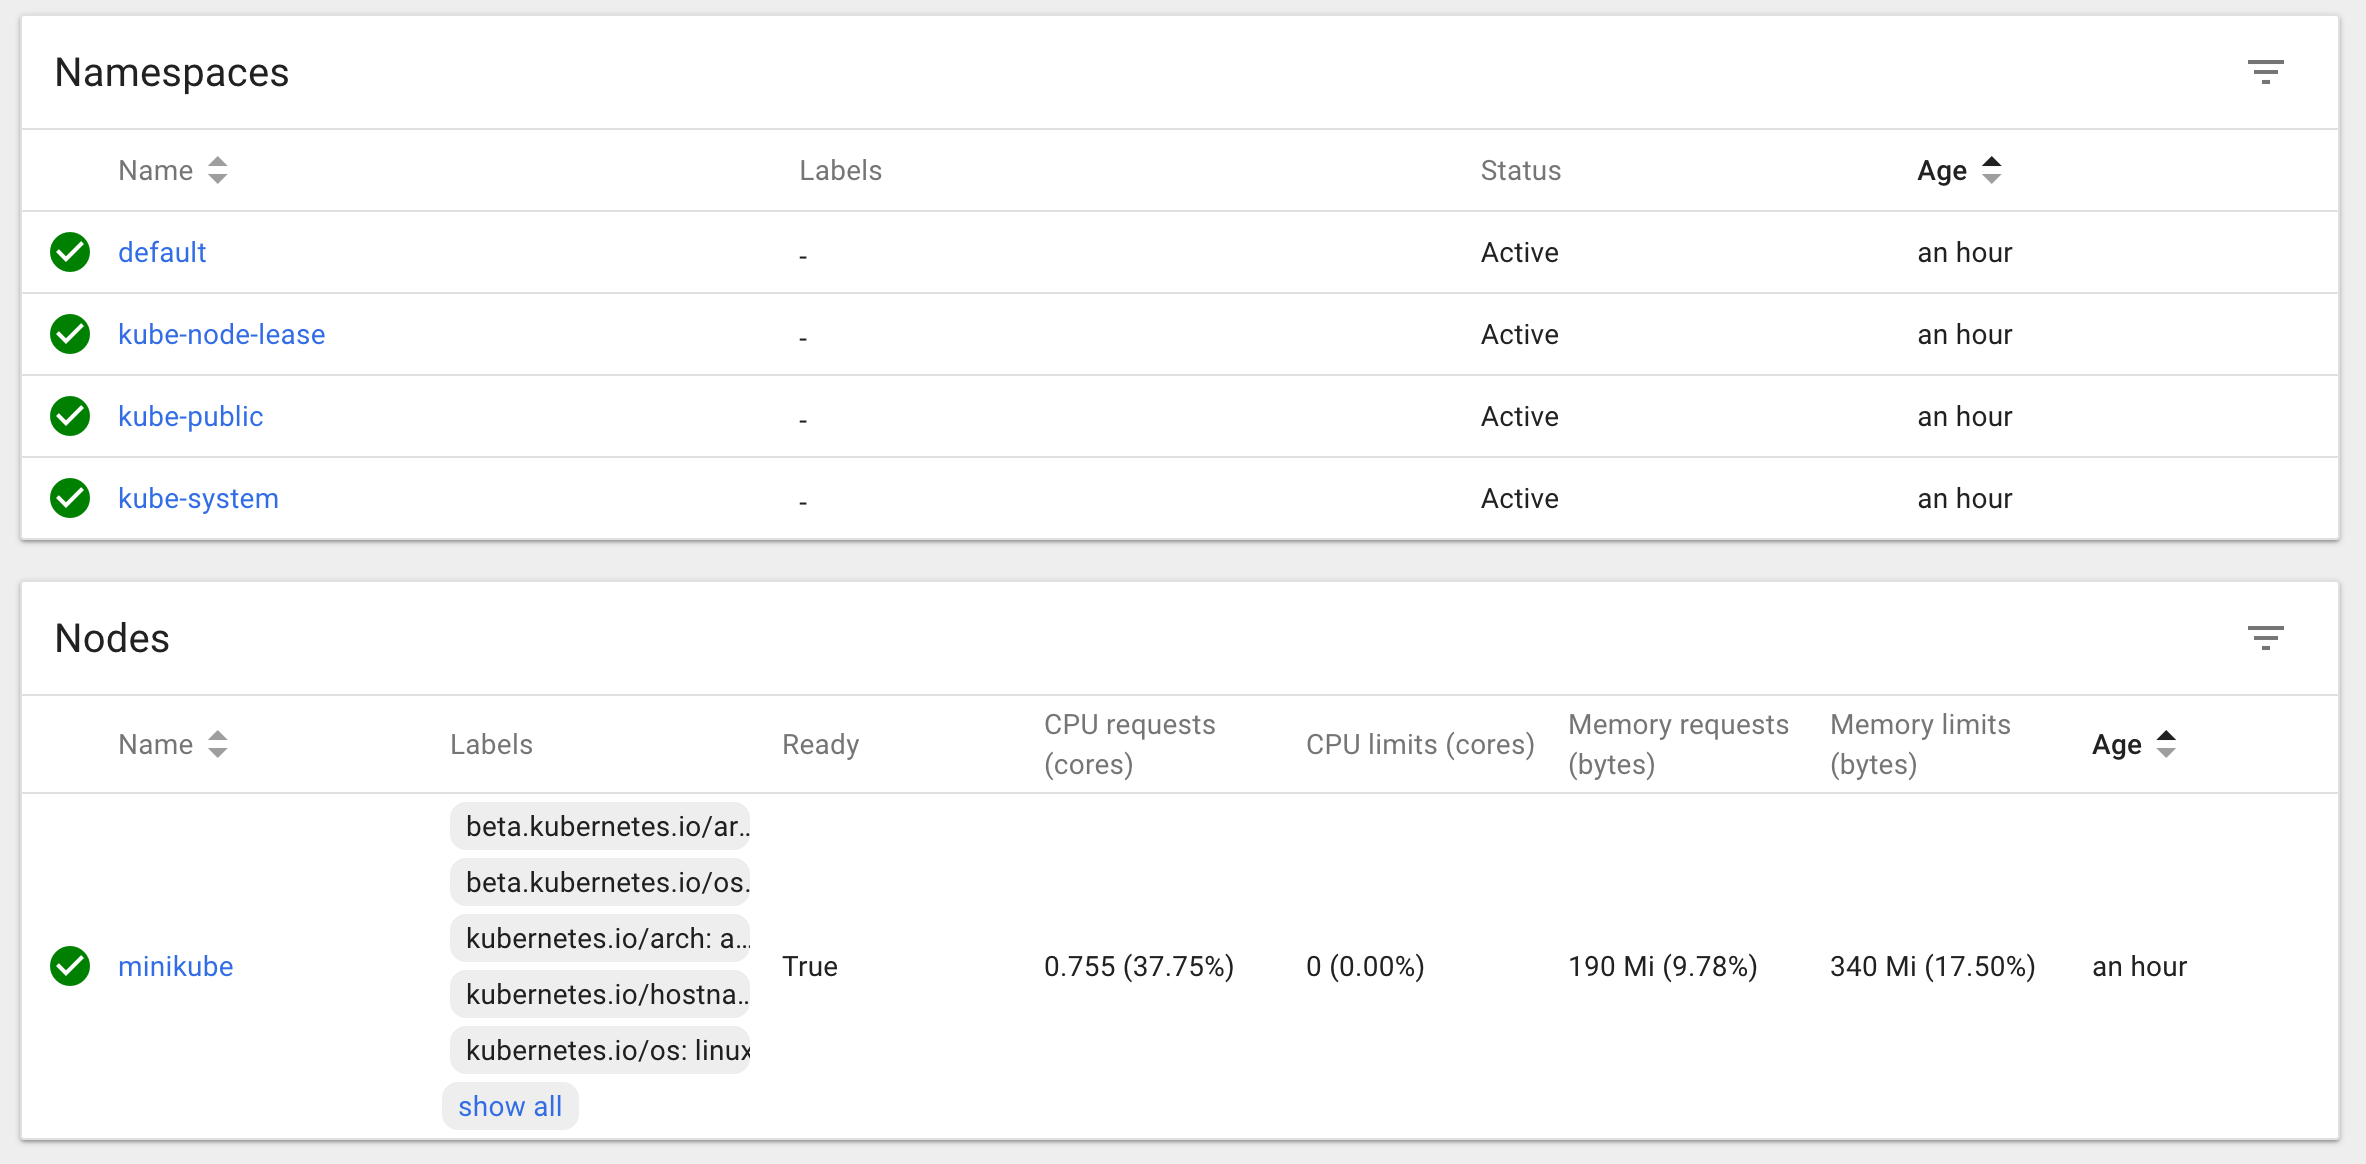 Namespaces
Name Labels Status Age
default - Active an hour
kube-node-lease - Active an hour
kube-public - Active an hour
kube-system - Active an hour
Nodes
Name Labels Ready CPU requests (cores) CPU limits (cores) Memory requests (bytes) Memory limits (bytes) Age
beta.kubernetes.io/ar...
beta.kubernetes.io/os.
kubernetes.io/arch: a...
minikube True 0.755 (37.75%) 0 (0.00%) 190 Mi (9.78%) 340 Mi (17.50%) an hour
kubernetes.io/hostna...
kubernetes.io/os: linux
show all